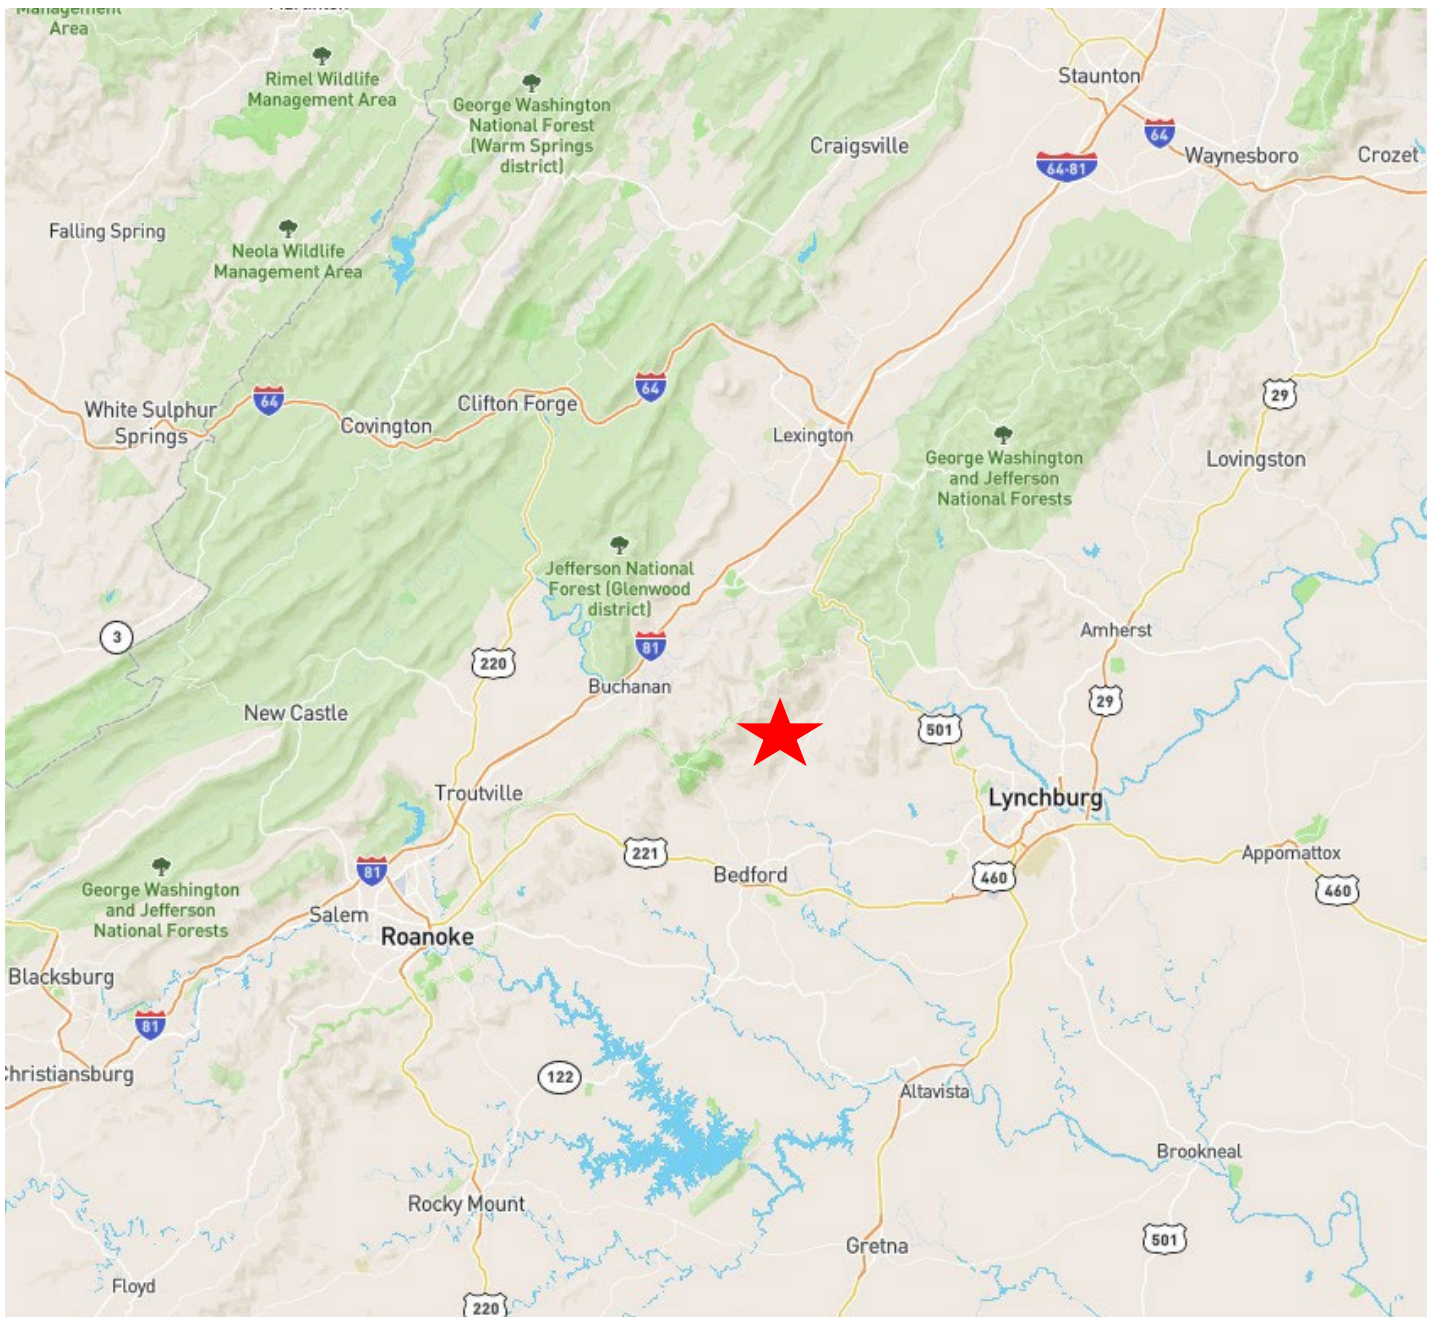 Management
Area
Rimel Wildlife
Management Area
George Washington
National Forest
(Warm Springs
district)
Staunton
Craigsville
64
64-81
Waynesboro
Crozet
Falling Spring
Neola Wildlife
Management Area
White Sulphur
Springs
64
Covington
Clifton Forge
64
Lexington
29
George Washington
and Jefferson
National Forests
Lovingston
Jefferson National
Forest (Glenwood
district)
3
220
81
Buchanan
Amherst
29
New Castle
501
Troutville
Lynchburg
81
221
Bedford
460
Appomattox
460
George Washington
and Jefferson
National Forests
Salem
Roanoke
Blacksburg
81
Christiansburg
122
Altavista
Brookneal
Rocky Mount
Gretna
501
Floyd
220